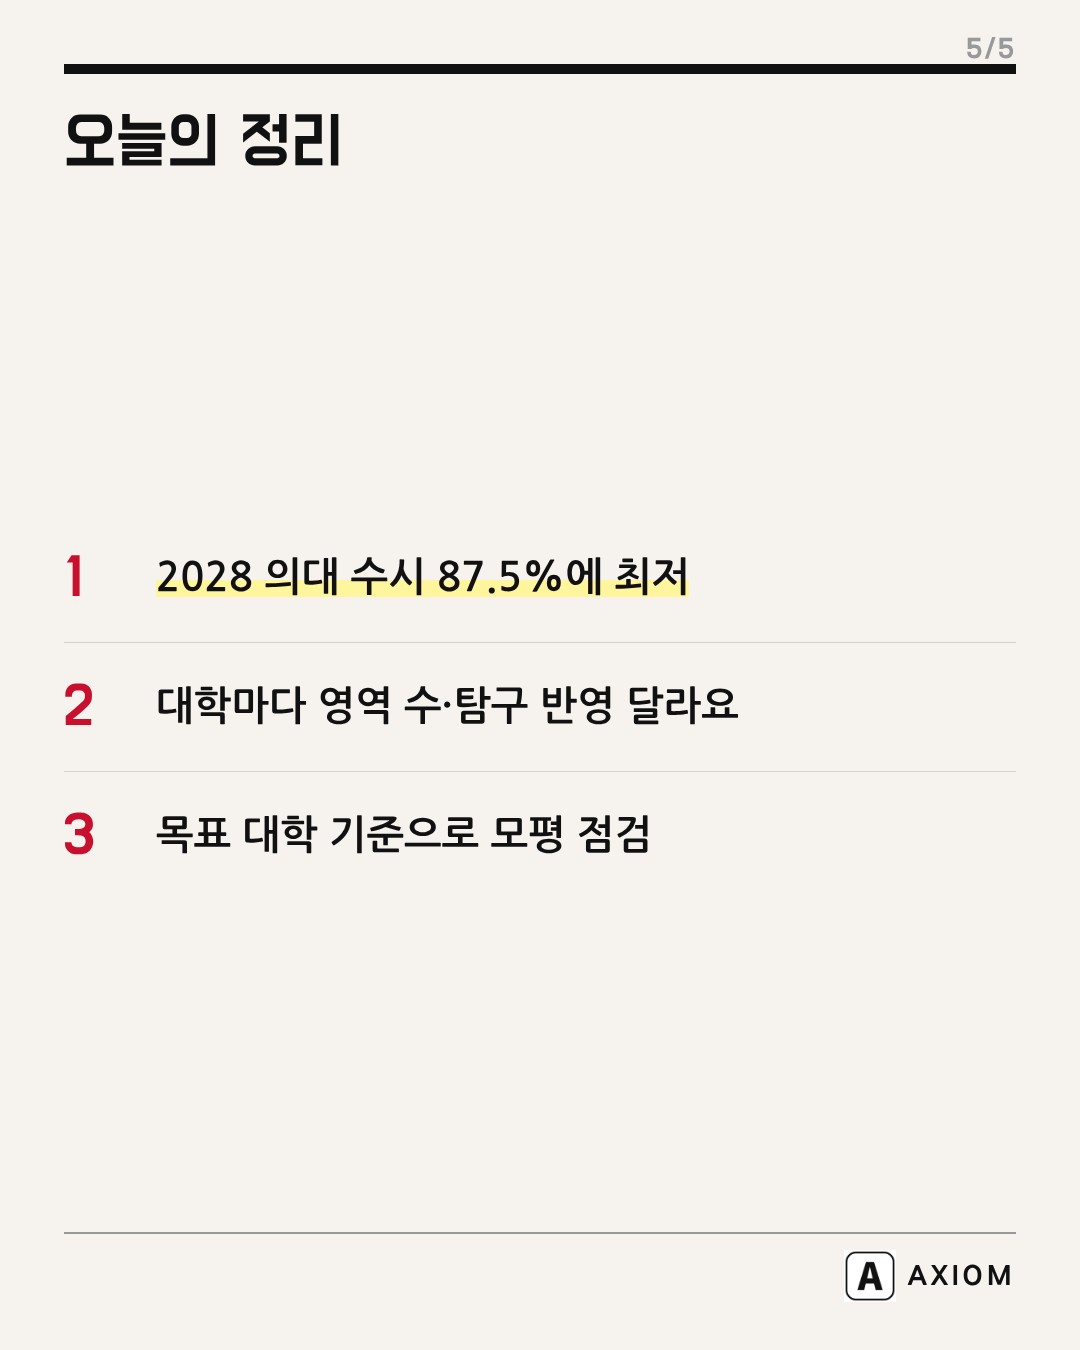 5/5
오늘의 정리
1 2028 의대 수시 87.5%에 최저
2 대학마다 영역 수·탐구 반영 달라요
3 목표 대학 기준으로 모평 점검
A AXIOM